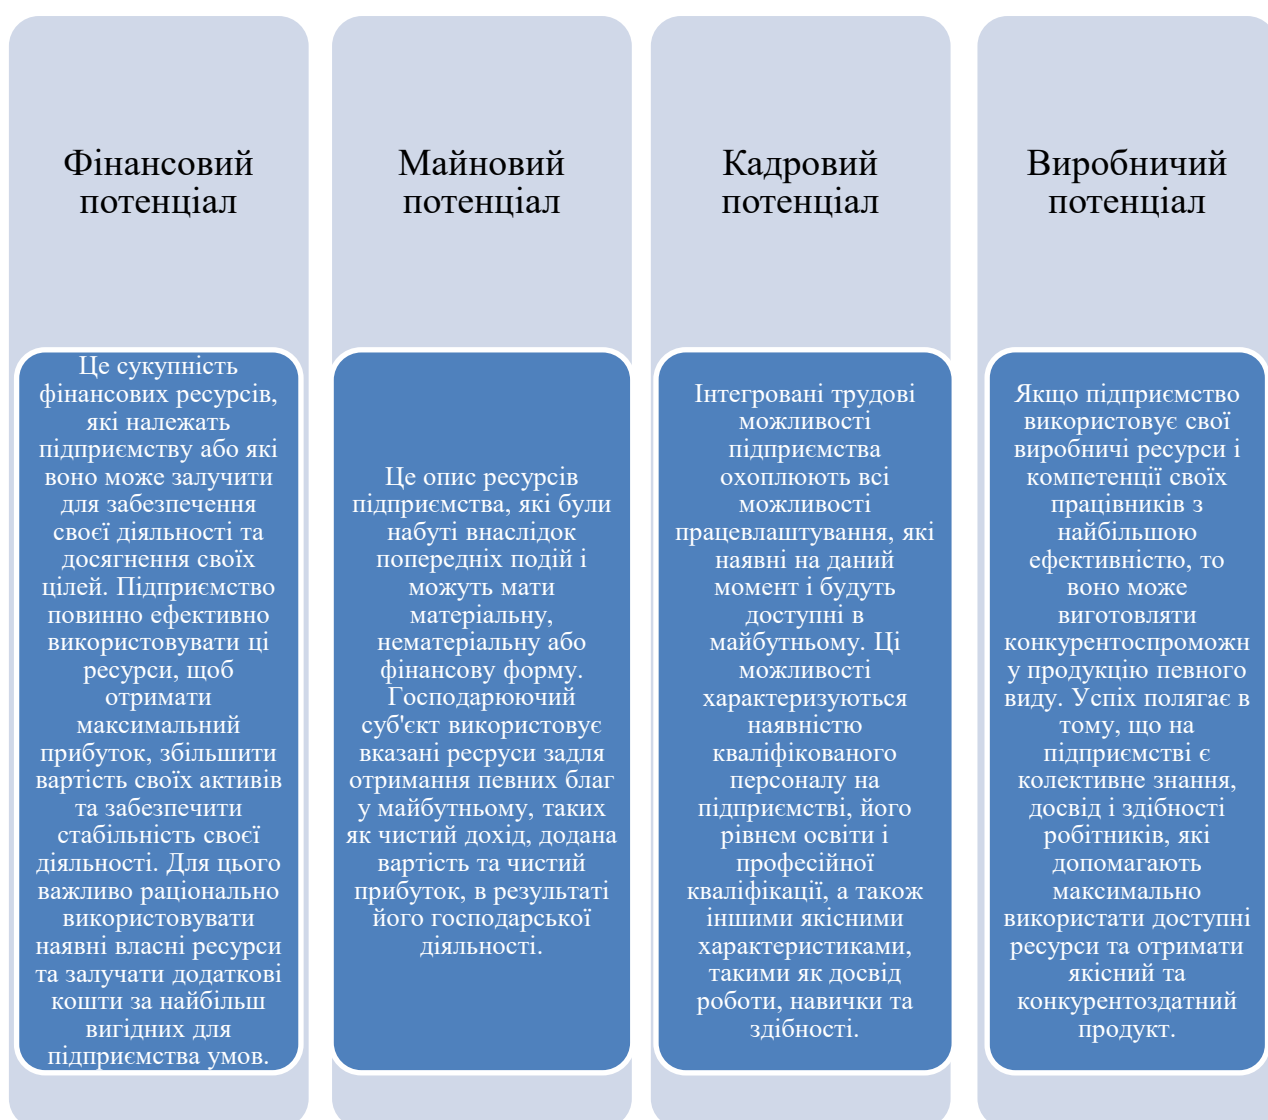 Фінансовий
потенціал
Це сукупність
фінансових ресурсів,
які належать
підприємству або які
воно може залучити
для забезпечення
своєї діяльності та
досягнення своїх
цілей. Підприємство
повинно ефективно
використовувати ці
ресурси, щоб
отримати
максимальний
прибуток, збільшити
вартість своїх активів
та забезпечити
стабільність своєї
діяльності. Для цього
важливо раціонально
використовувати
наявні власні ресурси
та залучати додаткові
кошти за найбільш
вигідних для
підприємства умов.
Майновий
потенціал
Це опис ресурсів
підприємства, які були
набуті внаслідок
попередніх подій і
можуть мати
матеріальну,
нематеріальну або
фінансову форму.
Господарюючий
суб'єкт використовує
вказані ресруси задля
отримання певних благ
у майбутньому, таких
як чистий дохід, додана
вартість та чистий
прибуток, в результаті
його господарської
діяльності.
Кадровий
потенціал
Інтегровані трудові
можливості
підприємства
охоплюють всі
можливості
працевлаштування, які
наявні на даний
момент і будуть
доступні в
майбутньому. Ці
можливості
характеризуються
наявністю
кваліфікованого
персоналу на
підприємстві, його
рівнем освіти і
професійної
кваліфікації, а також
іншими якісними
характеристиками,
такими як досвід
роботи, навички та
здібності.
Виробничий
потенціал
Якщо підприємство
використовує свої
виробничі ресурси і
компетенції своїх
працівників з
найбільшою
ефективністю, то
воно може
виготовляти
конкурентоспроможн
у продукцію певного
виду. Успіх полягає в
тому, що на
підприємстві є
колективне знання,
досвід і здібності
робітників, які
допомагають
максимально
використати доступні
ресурси та отримати
якісний та
конкурентоздатний
продукт.